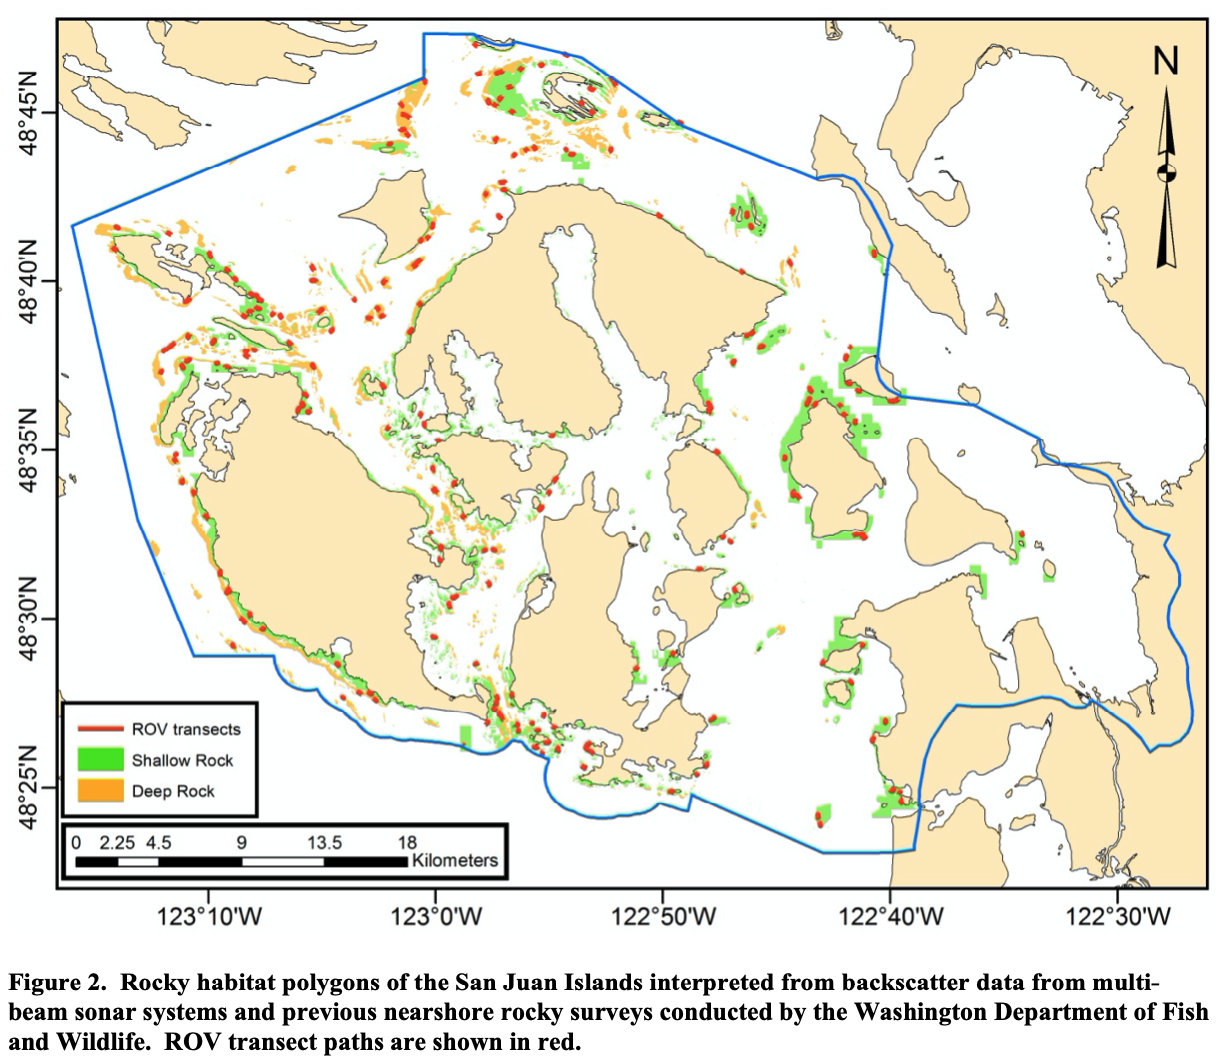 N
48°45'N
48°40'N
48°35'N
48°30'N
48°25'N
ROV transects
Shallow Rock
Deep Rock
0 2.25 4.5 9 13.5 18
Kilometers
123°10'W 123°0'W 122°50'W 122°40'W 122°30'W
Figure 2. Rocky habitat polygons of the San Juan Islands interpreted from backscatter data from multi-
beam sonar systems and previous nearshore rocky surveys conducted by the Washington Department of Fish
and Wildlife. ROV transect paths are shown in red.